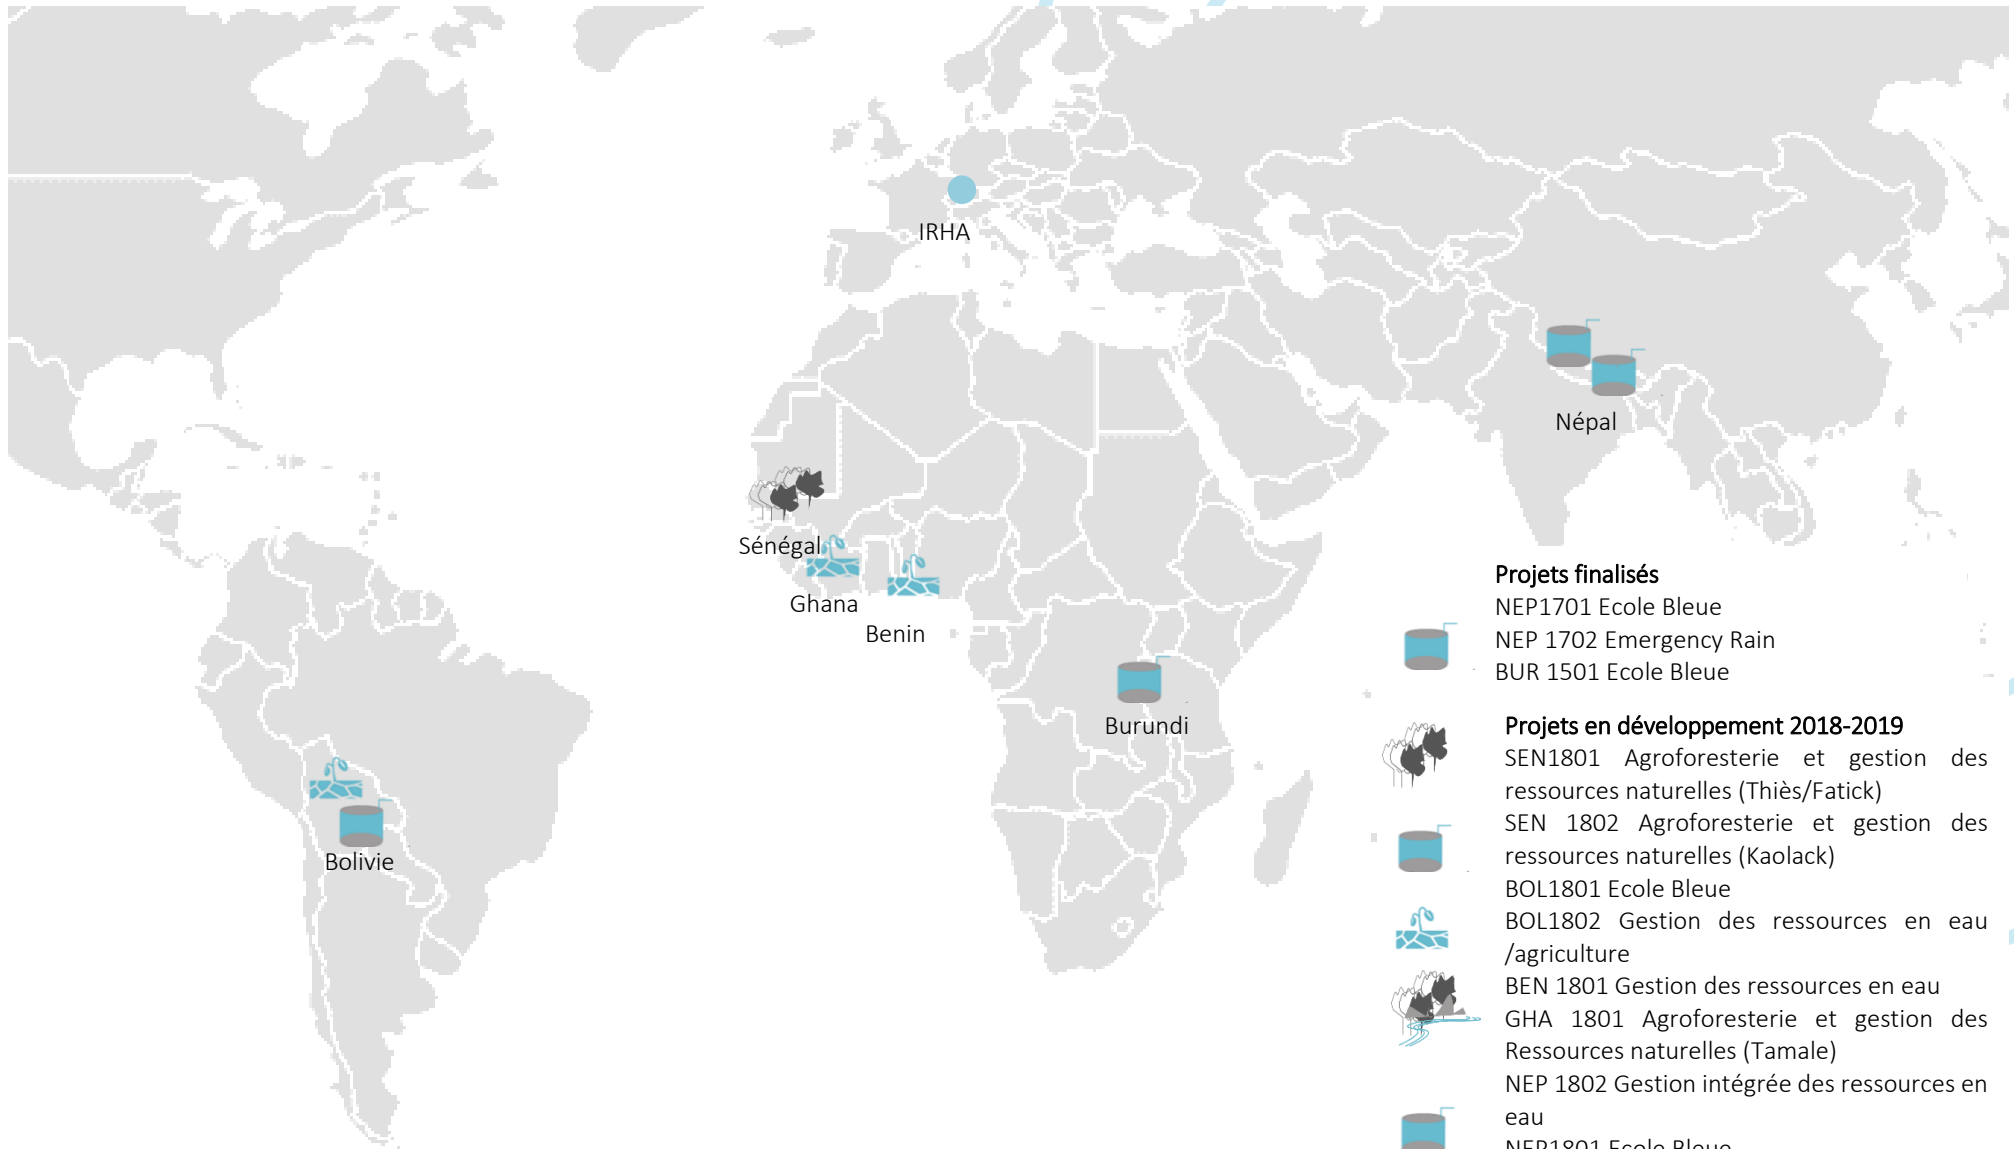 IRHA
Népal
Sénégal
Ghana
Benin
Burundi
Bolivie
Projets finalisés
NEP1701 Ecole Bleue
NEP 1702 Emergency Rain
BUR 1501 Ecole Bleue
Projets en développement 2018-2019
SEN1801 Agroforesterie et gestion des
ressources naturelles (Thiès/Fatick)
SEN 1802 Agroforesterie et gestion des
ressources naturelles (Kaolack)
BOL1801 Ecole Bleue
BOL1802 Gestion des ressources en eau
/agriculture
BEN 1801 Gestion des ressources en eau
GHA 1801 Agroforesterie et gestion des
Ressources naturelles (Tamale)
NEP 1802 Gestion intégrée des ressources en
eau
NEP1801 Ecole Bleue